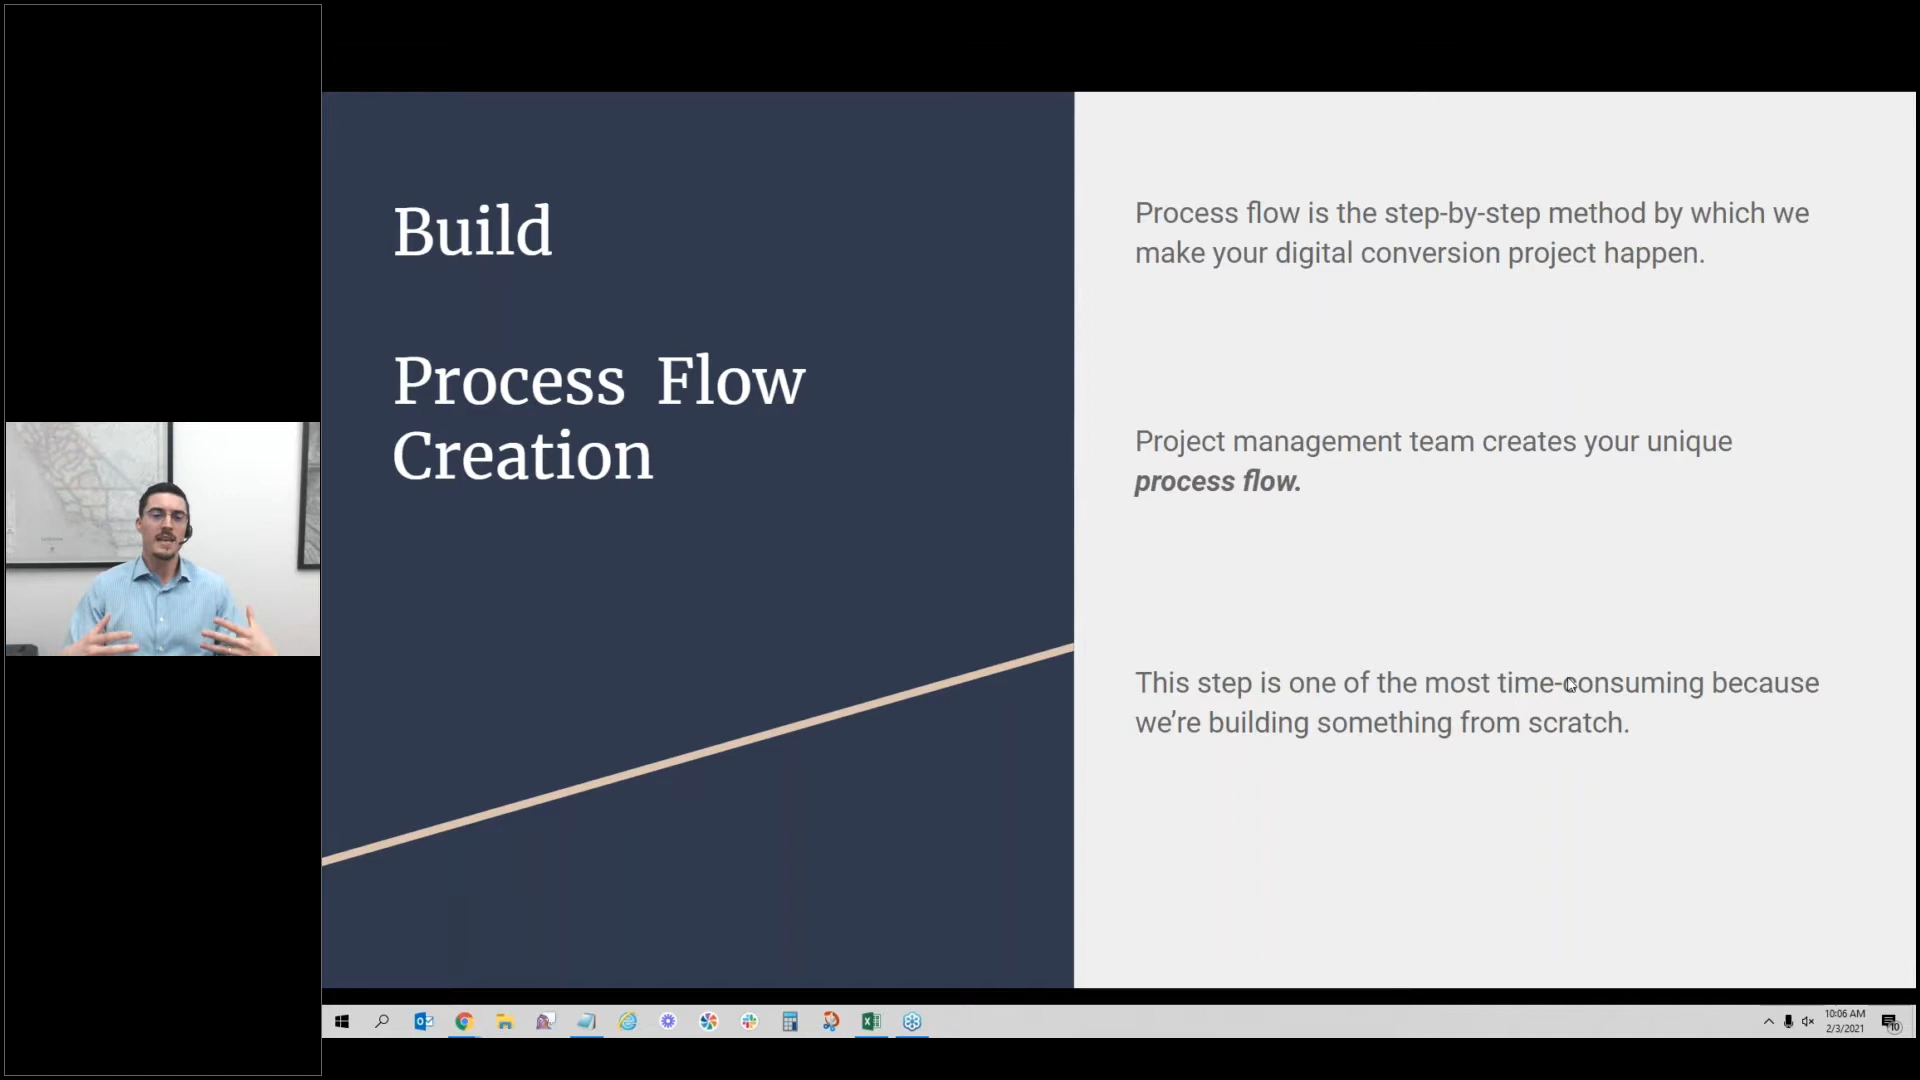 Build
Process Flow
Creation
Process flow is the step-by-step method by which we
make your digital conversion project happen.
Project management team creates your unique
process flow.
This step is one of the most time-consuming because
we're building something from scratch.
10:06 AM
2/3/2021
10